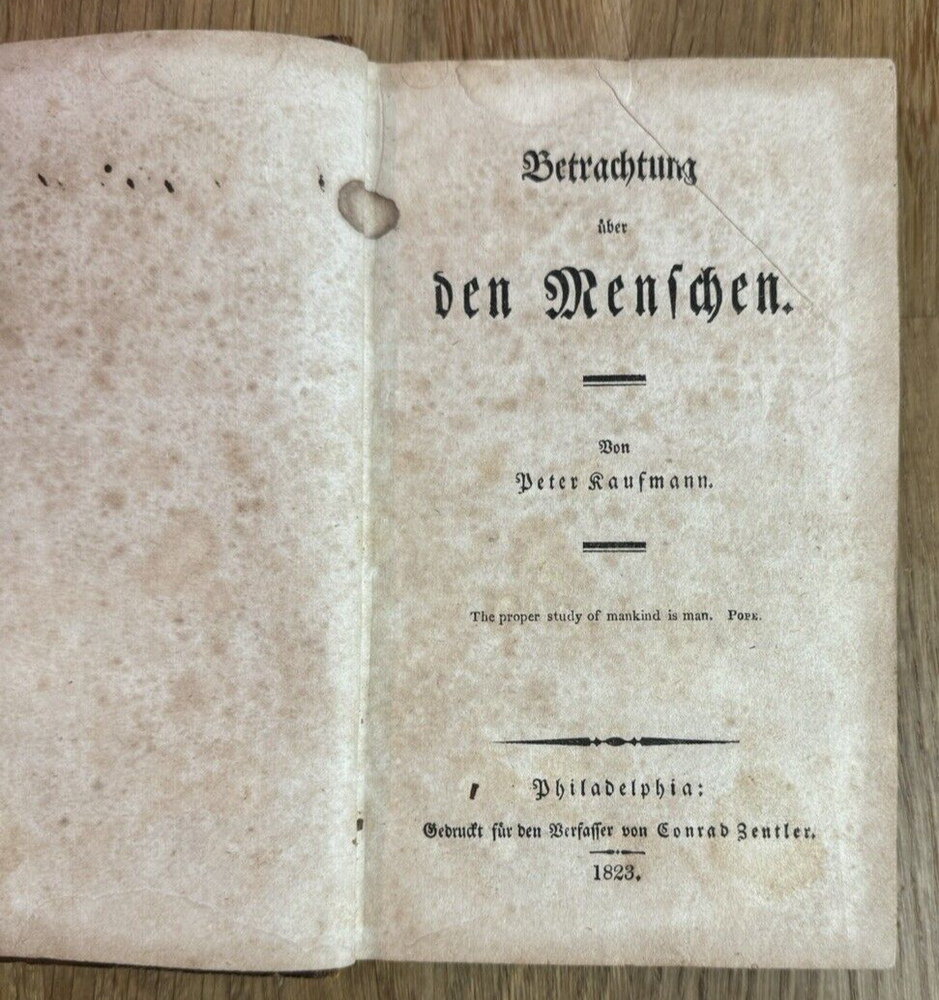 Betrachtung
über
den Menſchen.
Von
Peter Kaufmann.
The proper study of mankind is man. Pope.
Philadelphia:
Gedruckt für den Verfaſſer von Conrad Zentler.
1823.